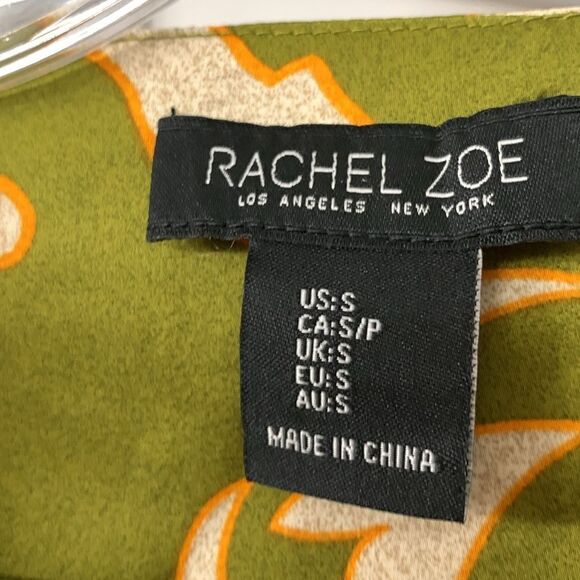 RACHEL ZOE
LOS ANGELES NEW YORK
US:S
CA:S/P
UK:S
EU:S
AU:S
MADE IN CHINA